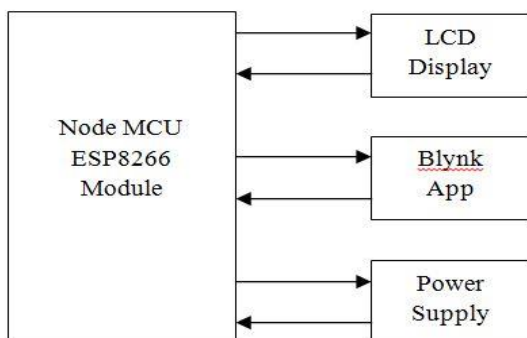 Node MCU
ESP8266
Module
LCD
Display
Blynk
App
Power
Supply